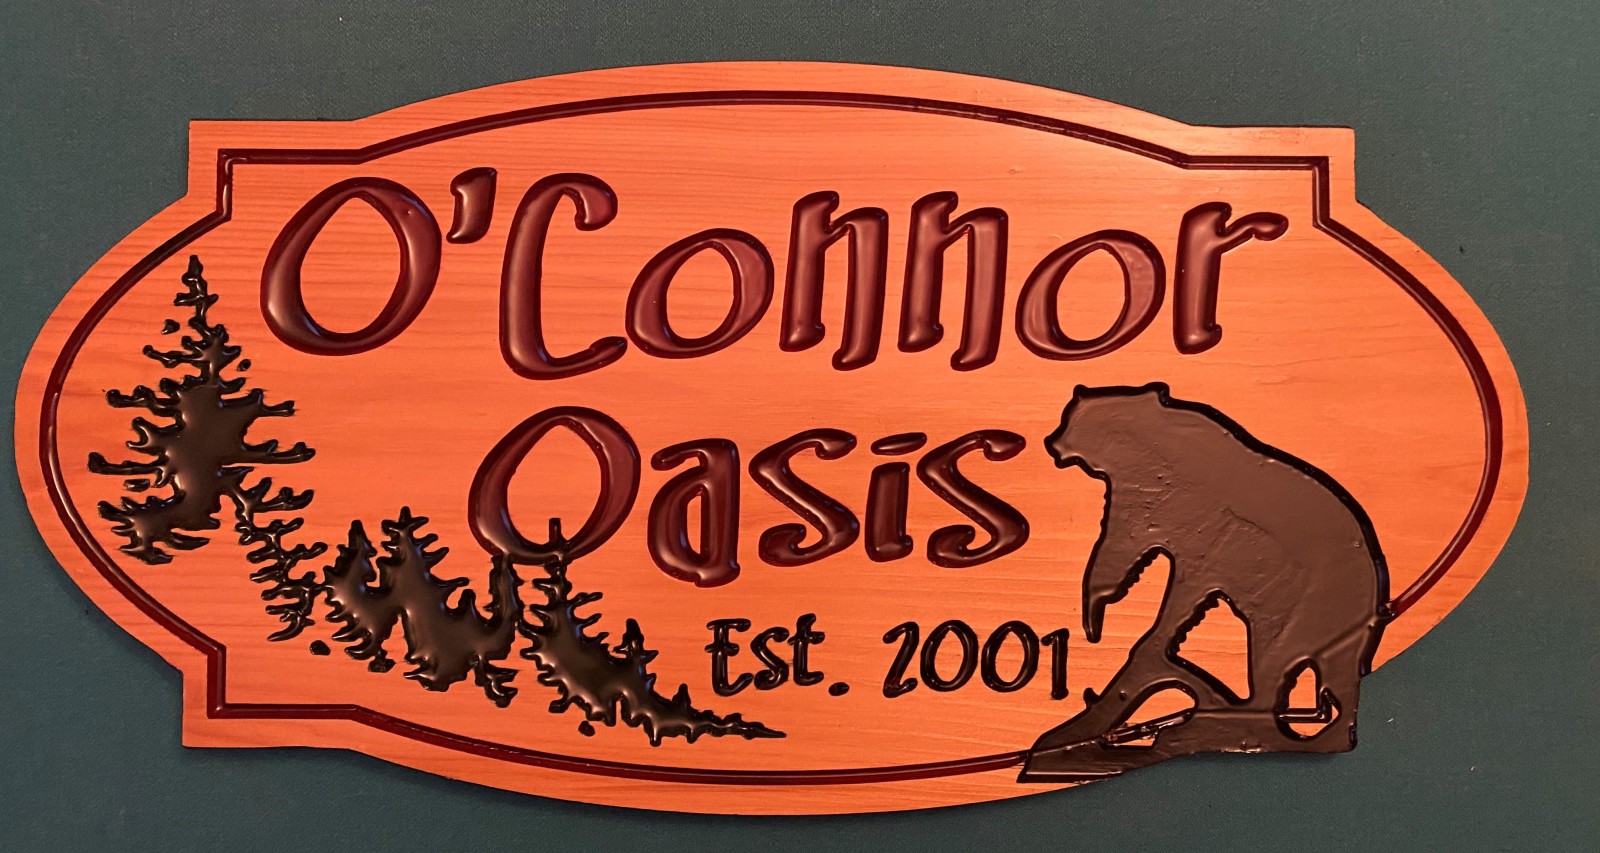 O'Connor
Oasis
Est. 2001